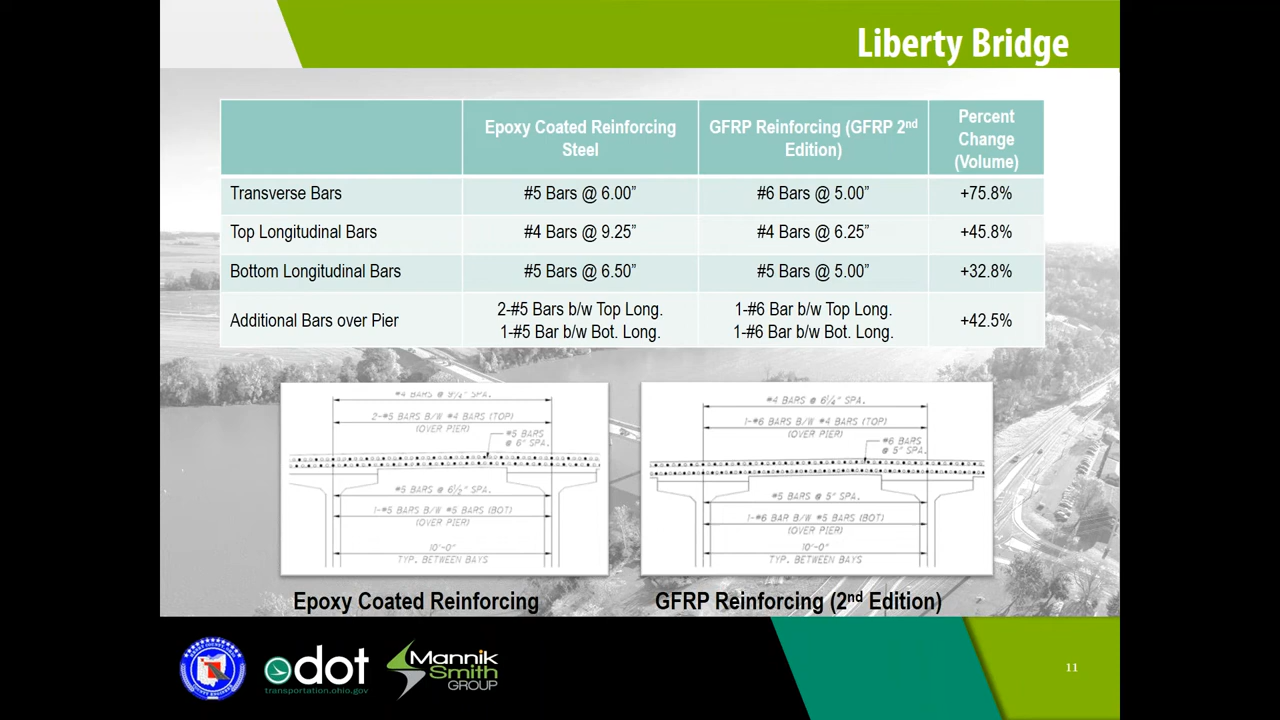 Liberty Bridge
Epoxy Coated Reinforcing
Steel
GFRP Reinforcing (GFRP 2nd
Edition)
Percent
Change
(Volume)
Transverse Bars
#5 Bars @ 6.00”
#6 Bars @ 5.00”
+75.8%
Top Longitudinal Bars
#4 Bars @ 9.25”
#4 Bars @ 6.25”
+45.8%
Bottom Longitudinal Bars
#5 Bars @ 6.50”
#5 Bars @ 5.00”
+32.8%
Additional Bars over Pier
2-#5 Bars b/w Top Long.
1-#5 Bar b/w Bot. Long.
1-#6 Bar b/w Top Long.
1-#6 Bar b/w Bot. Long.
+42.5%
#4 BARS @ 9¼" SPA.
2-#5 BARS B/W #4 BARS (TOP)
(OVER PIER)
#5 BARS
@ 6" SPA.
#5 BARS @ 6½" SPA.
1-#5 BARS B/W #5 BARS (BOT)
(OVER PIER)
10'-0"
TYP. BETWEEN BAYS
#4 BARS @ 6¼" SPA.
1-#6 BARS B/W #4 BARS (TOP)
(OVER PIER)
#6 BARS
@ 5" SPA.
#5 BARS @ 5" SPA.
1-#6 BAR B/W #5 BARS (BOT)
(OVER PIER)
10'-0"
TYP. BETWEEN BAYS
Epoxy Coated Reinforcing
GFRP Reinforcing (2nd Edition)
odot
transportation.ohio.gov
Mannik
Smith
GROUP
11